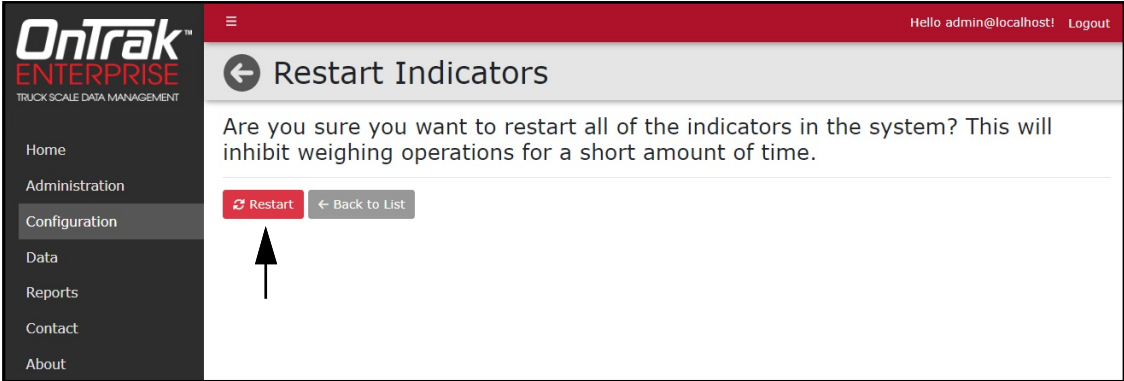 OnTrak™
ENTERPRISE
TRUCK SCALE DATA MANAGEMENT
Home
Administration
Configuration
Data
Reports
Contact
About
☰
Hello admin@localhost! Logout
Restart Indicators
Are you sure you want to restart all of the indicators in the system? This will
inhibit weighing operations for a short amount of time.
Restart ← Back to List